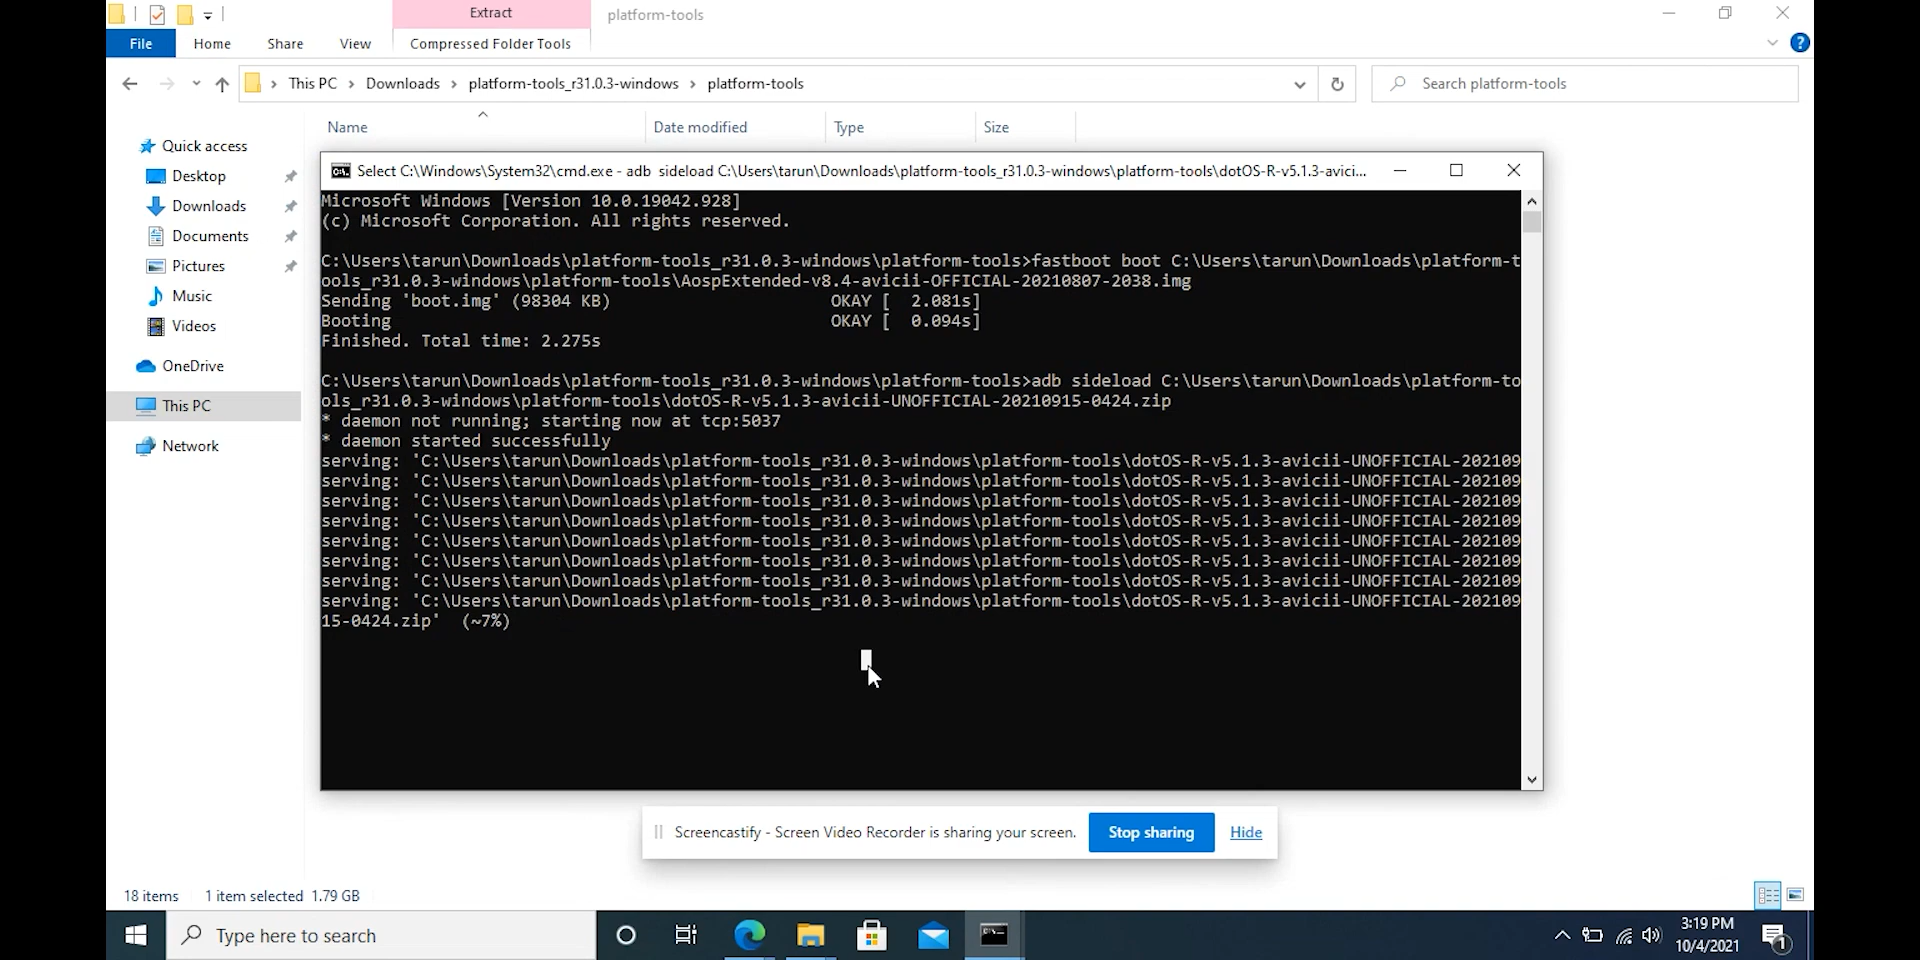 Extract
platform-tools
File
Home
Share
View
Compressed Folder Tools
This PC
Downloads
platform-tools_r31.0.3-windows
platform-tools
Search platform-tools
Name
Date modified
Type
Size
Quick access
Desktop
Downloads
Documents
Pictures
Music
Videos
OneDrive
This PC
Network
Select C:\Windows\System32\cmd.exe - adb  sideload C:\Users\tarun\Downloads\platform-tools_r31.0.3-windows\platform-tools\dotOS-R-v5.1.3-avici...
Microsoft Windows [Version 10.0.19042.928]
(c) Microsoft Corporation. All rights reserved.
C:\Users\tarun\Downloads\platform-tools_r31.0.3-windows\platform-tools>fastboot boot C:\Users\tarun\Downloads\platform-t
ools_r31.0.3-windows\platform-tools\AospExtended-v8.4-avicii-OFFICIAL-20210807-2038.img
Sending 'boot.img' (98304 KB)                      OKAY [  2.081s]
Booting                                            OKAY [  0.094s]
Finished. Total time: 2.275s
C:\Users\tarun\Downloads\platform-tools_r31.0.3-windows\platform-tools>adb sideload C:\Users\tarun\Downloads\platform-to
ols_r31.0.3-windows\platform-tools\dotOS-R-v5.1.3-avicii-UNOFFICIAL-20210915-0424.zip
* daemon not running; starting now at tcp:5037
* daemon started successfully
serving: 'C:\Users\tarun\Downloads\platform-tools_r31.0.3-windows\platform-tools\dotOS-R-v5.1.3-avicii-UNOFFICIAL-202109
serving: 'C:\Users\tarun\Downloads\platform-tools_r31.0.3-windows\platform-tools\dotOS-R-v5.1.3-avicii-UNOFFICIAL-202109
serving: 'C:\Users\tarun\Downloads\platform-tools_r31.0.3-windows\platform-tools\dotOS-R-v5.1.3-avicii-UNOFFICIAL-202109
serving: 'C:\Users\tarun\Downloads\platform-tools_r31.0.3-windows\platform-tools\dotOS-R-v5.1.3-avicii-UNOFFICIAL-202109
serving: 'C:\Users\tarun\Downloads\platform-tools_r31.0.3-windows\platform-tools\dotOS-R-v5.1.3-avicii-UNOFFICIAL-202109
serving: 'C:\Users\tarun\Downloads\platform-tools_r31.0.3-windows\platform-tools\dotOS-R-v5.1.3-avicii-UNOFFICIAL-202109
serving: 'C:\Users\tarun\Downloads\platform-tools_r31.0.3-windows\platform-tools\dotOS-R-v5.1.3-avicii-UNOFFICIAL-202109
serving: 'C:\Users\tarun\Downloads\platform-tools_r31.0.3-windows\platform-tools\dotOS-R-v5.1.3-avicii-UNOFFICIAL-202109
15-0424.zip'  (~7%)
Screencastify - Screen Video Recorder is sharing your screen.
Stop sharing
Hide
18 items
1 item selected  1.79 GB
Type here to search
3:19 PM
10/4/2021
1